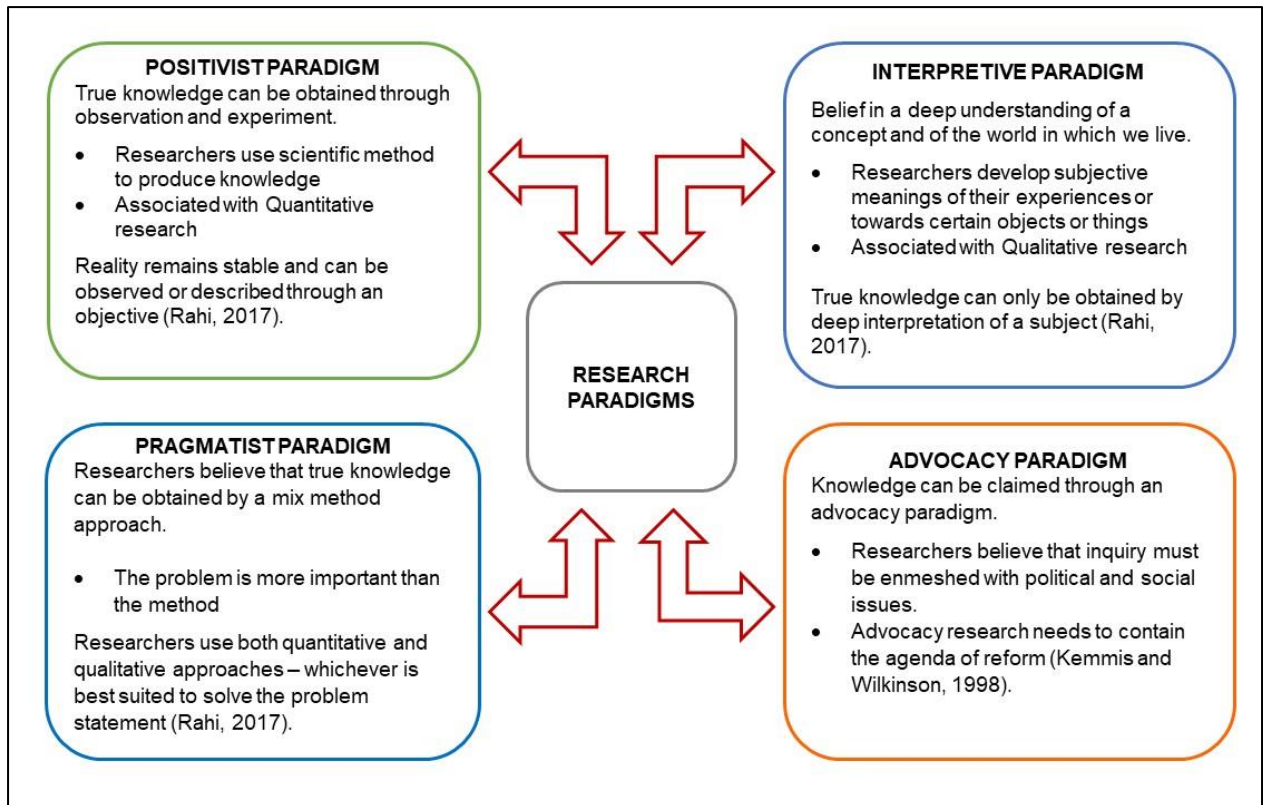 POSITIVIST PARADIGM
True knowledge can be obtained through
observation and experiment.
• Researchers use scientific method
to produce knowledge
• Associated with Quantitative
research
Reality remains stable and can be
observed or described through an
objective (Rahi, 2017).
INTERPRETIVE PARADIGM
Belief in a deep understanding of a
concept and of the world in which we live.
• Researchers develop subjective
meanings of their experiences or
towards certain objects or things
• Associated with Qualitative research
True knowledge can only be obtained by
deep interpretation of a subject (Rahi,
2017).
RESEARCH
PARADIGMS
PRAGMATIST PARADIGM
Researchers believe that true knowledge
can be obtained by a mix method
approach.
• The problem is more important than
the method
Researchers use both quantitative and
qualitative approaches – whichever is
best suited to solve the problem
statement (Rahi, 2017).
ADVOCACY PARADIGM
Knowledge can be claimed through an
advocacy paradigm.
• Researchers believe that inquiry must
be enmeshed with political and social
issues.
• Advocacy research needs to contain
the agenda of reform (Kemmis and
Wilkinson, 1998).